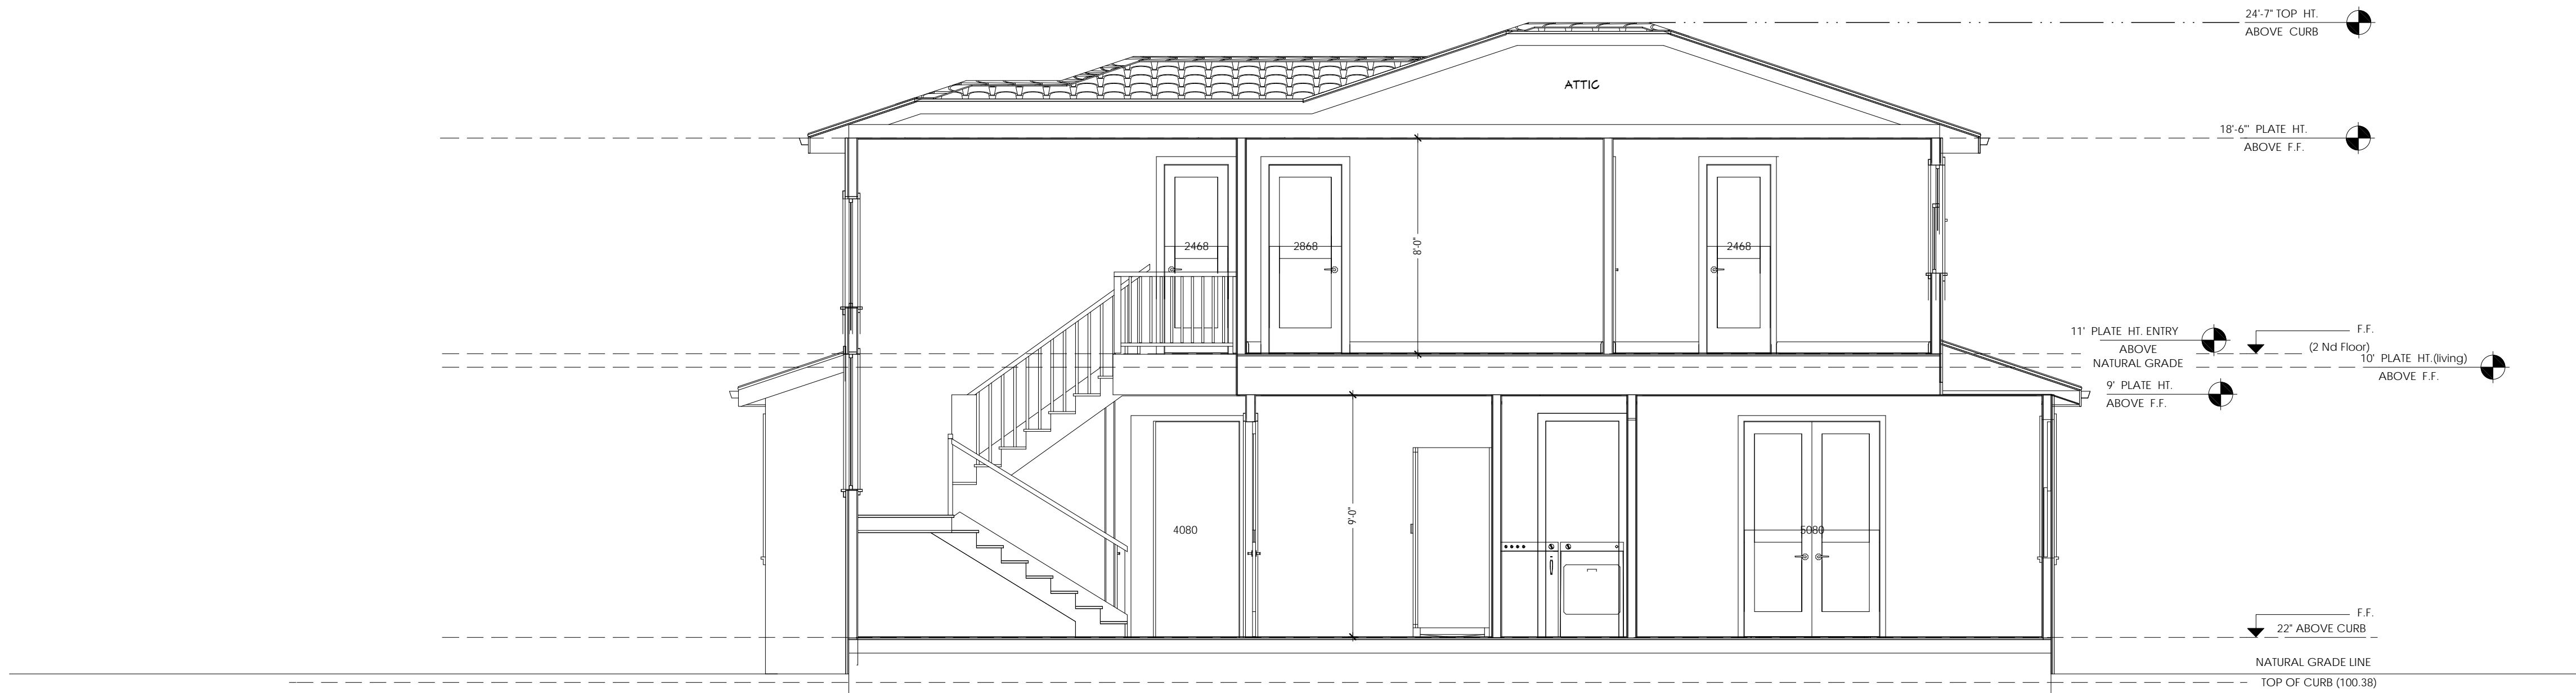 24'-7" TOP HT.
ABOVE CURB
ATTIC
18'-6"' PLATE HT.
ABOVE F.F.
2468
2868
8'-0"
2468
11' PLATE HT. ENTRY
ABOVE
NATURAL GRADE
F.F.
(2 Nd Floor)
10' PLATE HT.(living)
ABOVE F.F.
9' PLATE HT.
ABOVE F.F.
4080
9'-0"
5080
F.F.
22" ABOVE CURB
NATURAL GRADE LINE
TOP OF CURB (100.38)